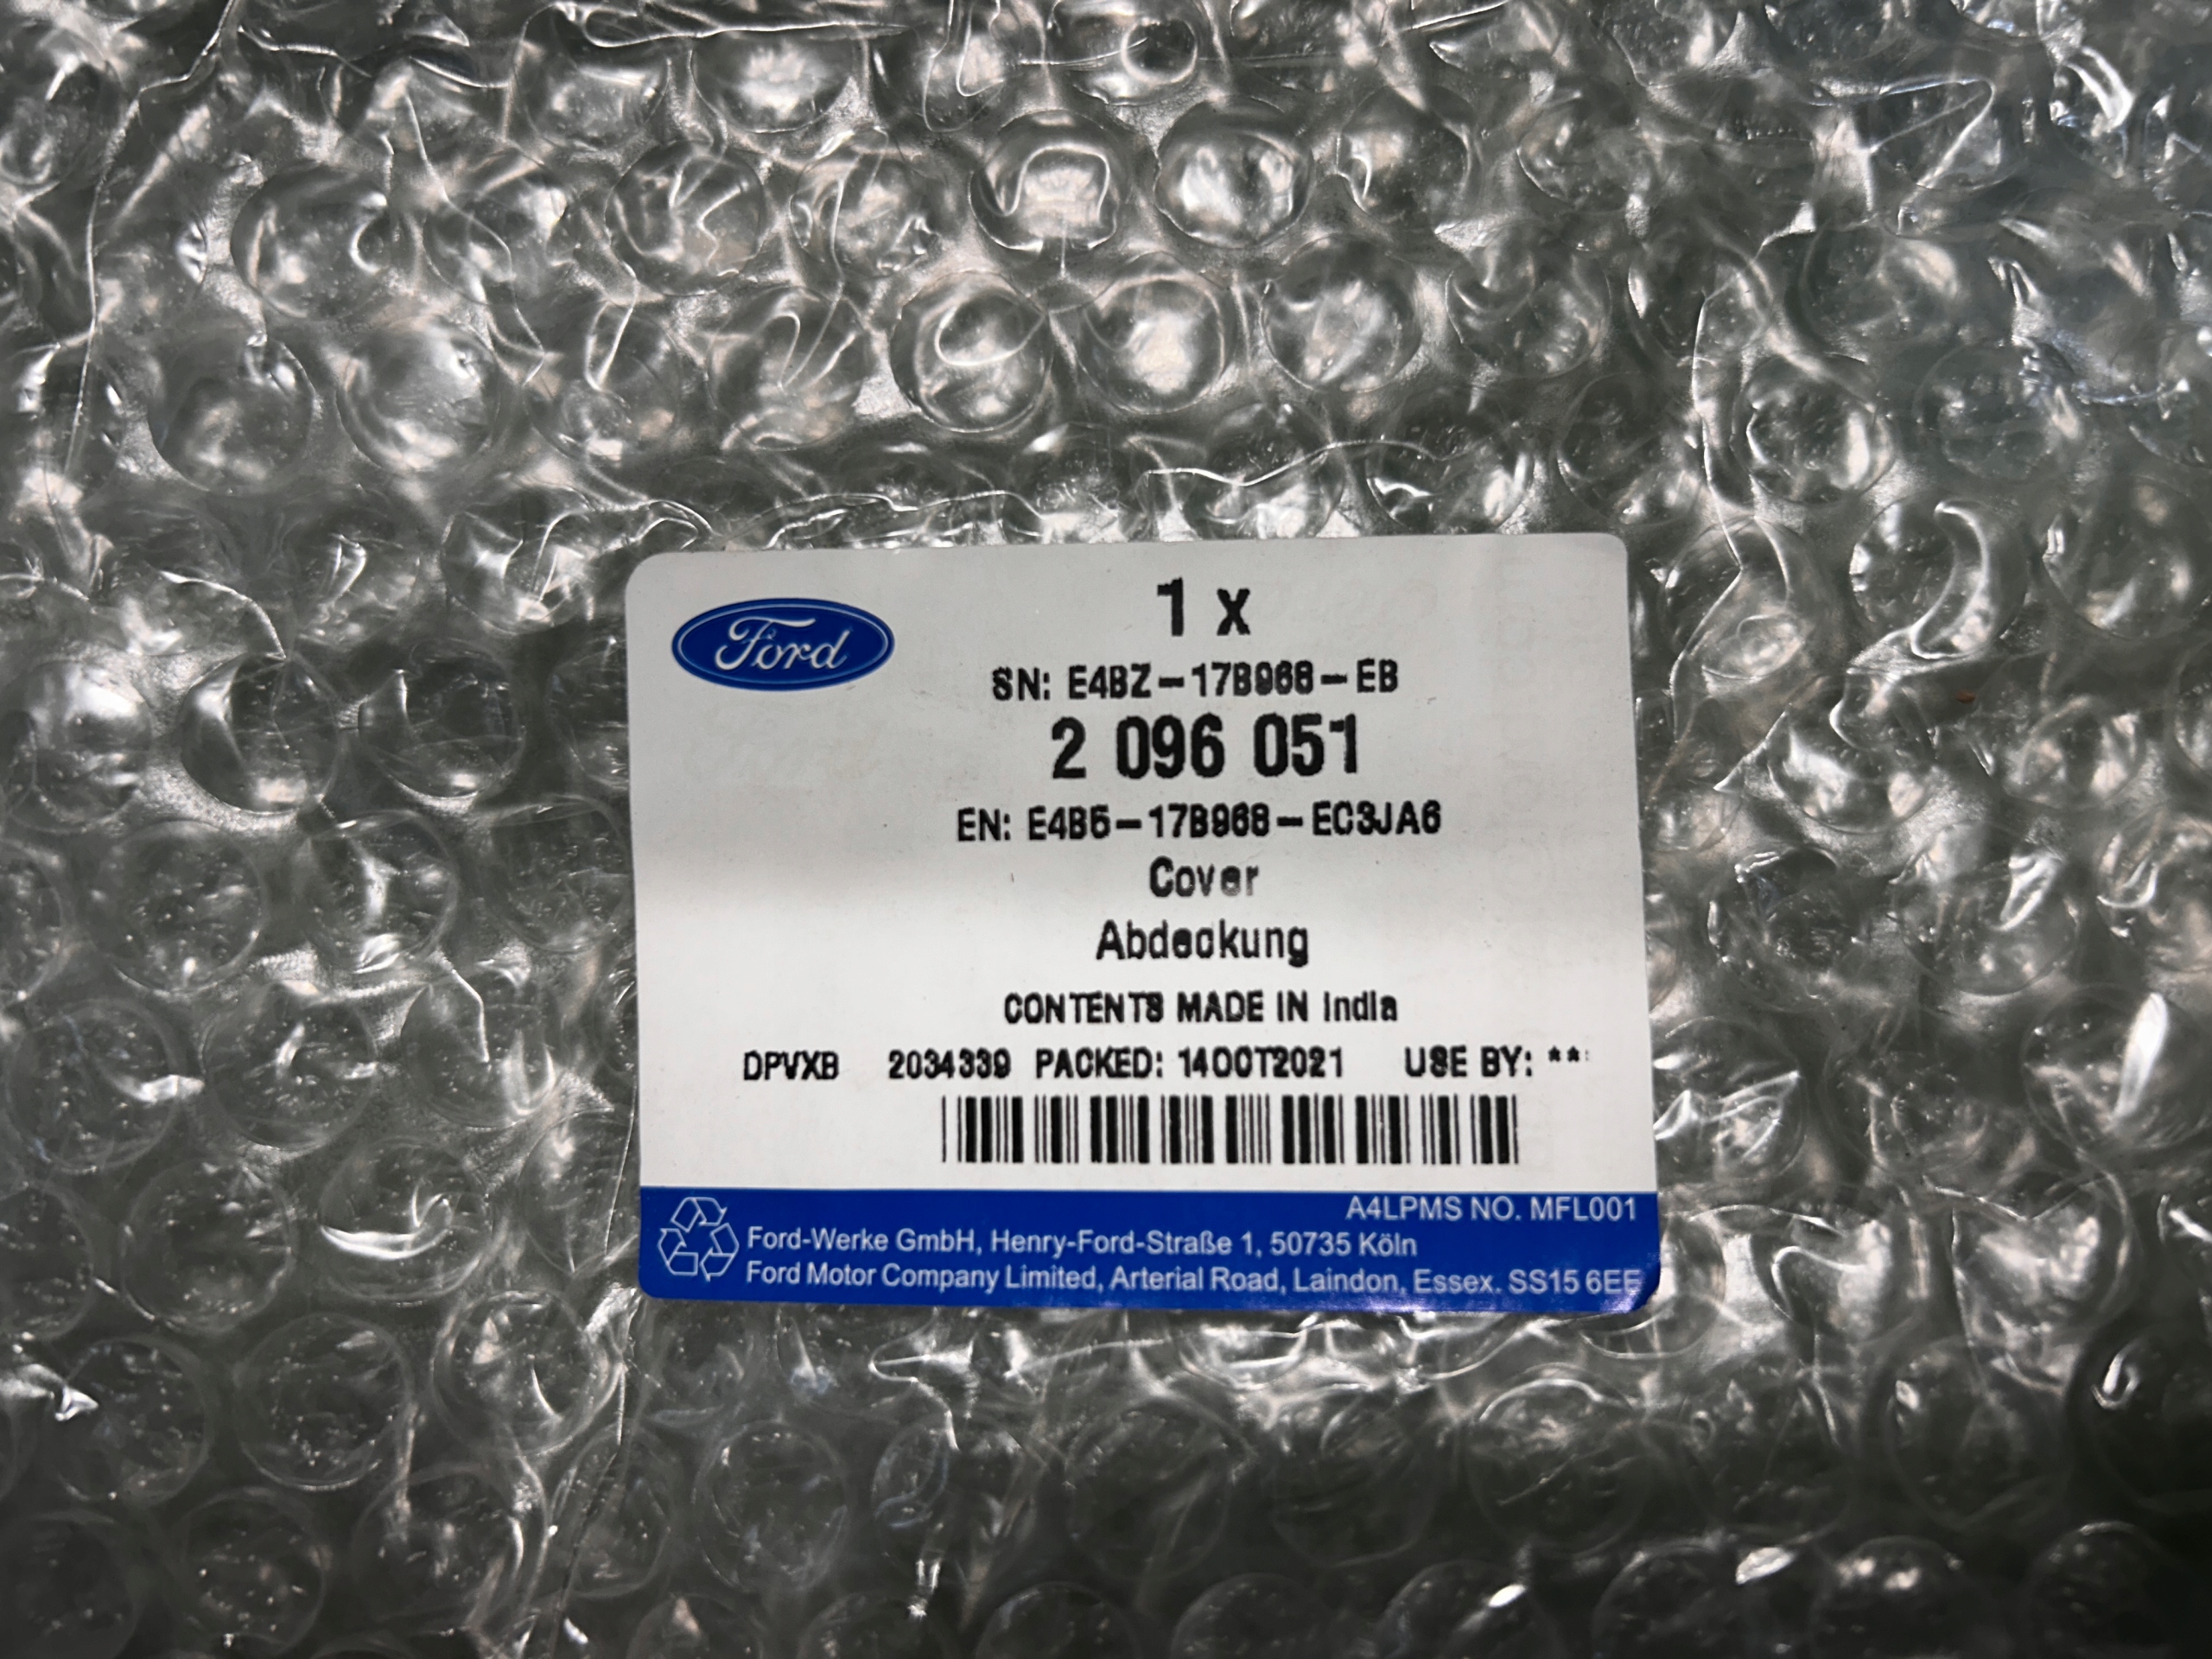 Ford
1 x
SN: E4BZ-17B968-EB
2 096 051
EN: E4B5-17B968-EC3JA6
Cover
Abdeckung
CONTENTS MADE IN India
DPVXB 2034339 PACKED: 14OCT2021 USE BY: **
A4LPMS NO. MFL001
Ford-Werke GmbH, Henry-Ford-Straße 1, 50735 Köln
Ford Motor Company Limited, Arterial Road, Laindon, Essex. SS15 6EE